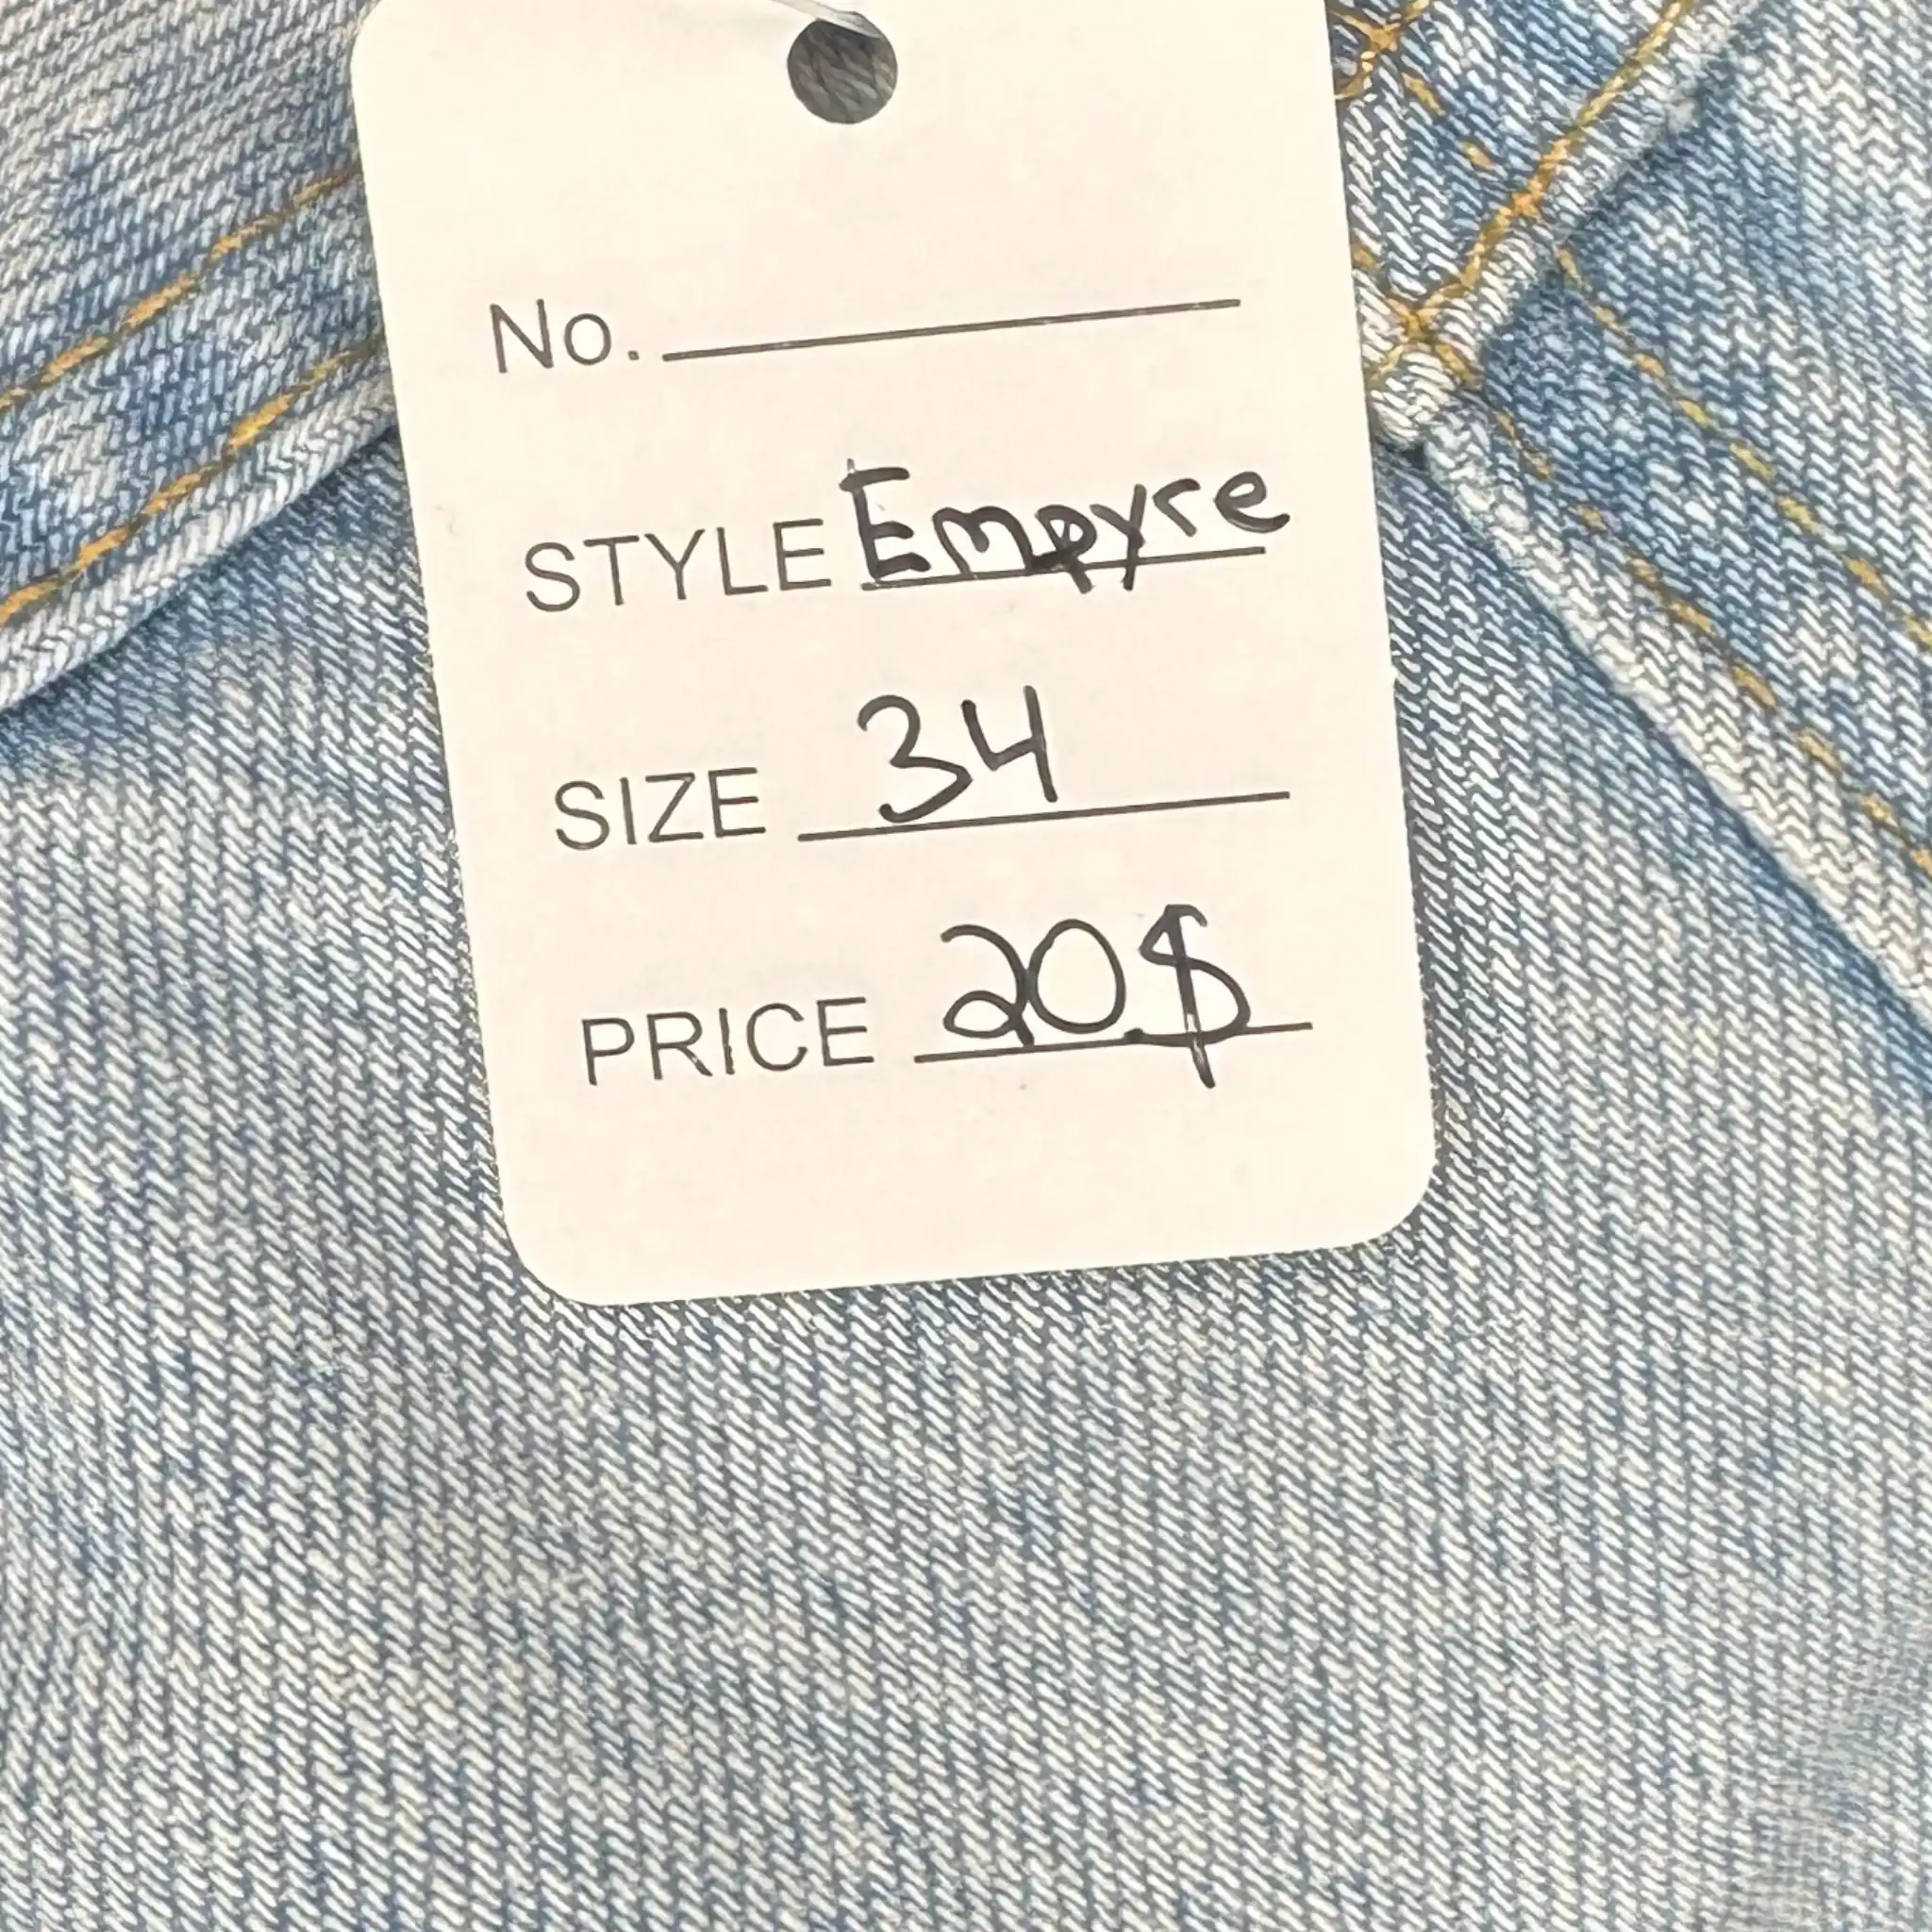 No.
STYLE Empyre
SIZE 34
PRICE 20$